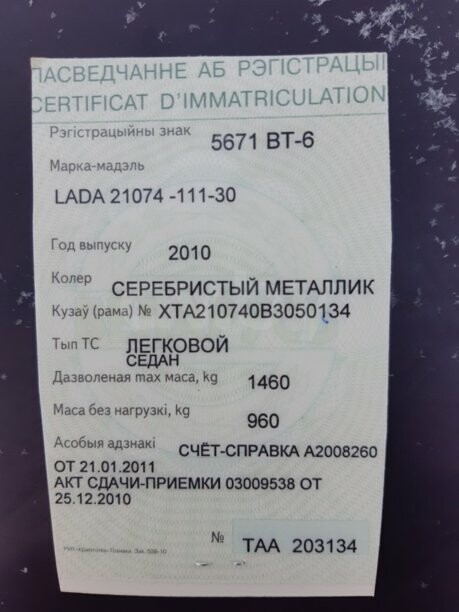 ПАСВЕДЧАННЕ АБ РЭГІСТРАЦЫІ
CERTIFICAT D'IMMATRICULATION
Рэгістрацыйны знак 5671 BT-6
Марка-мадэль
LADA 21074 -111-30
Год выпуску 2010
Колер СЕРЕБРИСТЫЙ МЕТАЛЛИК
Кузаў (рама) № XTA210740B3050134
Тып ТС ЛЕГКОВОЙ
СЕДАН
Дазволеная max маса, kg 1460
Маса без нагрузкі, kg 960
Асобыя адзнакі СЧЁТ-СПРАВКА А2008260
ОТ 21.01.2011
АКТ СДАЧИ-ПРИЕМКИ 03009538 ОТ
25.12.2010
№ TAA 203134